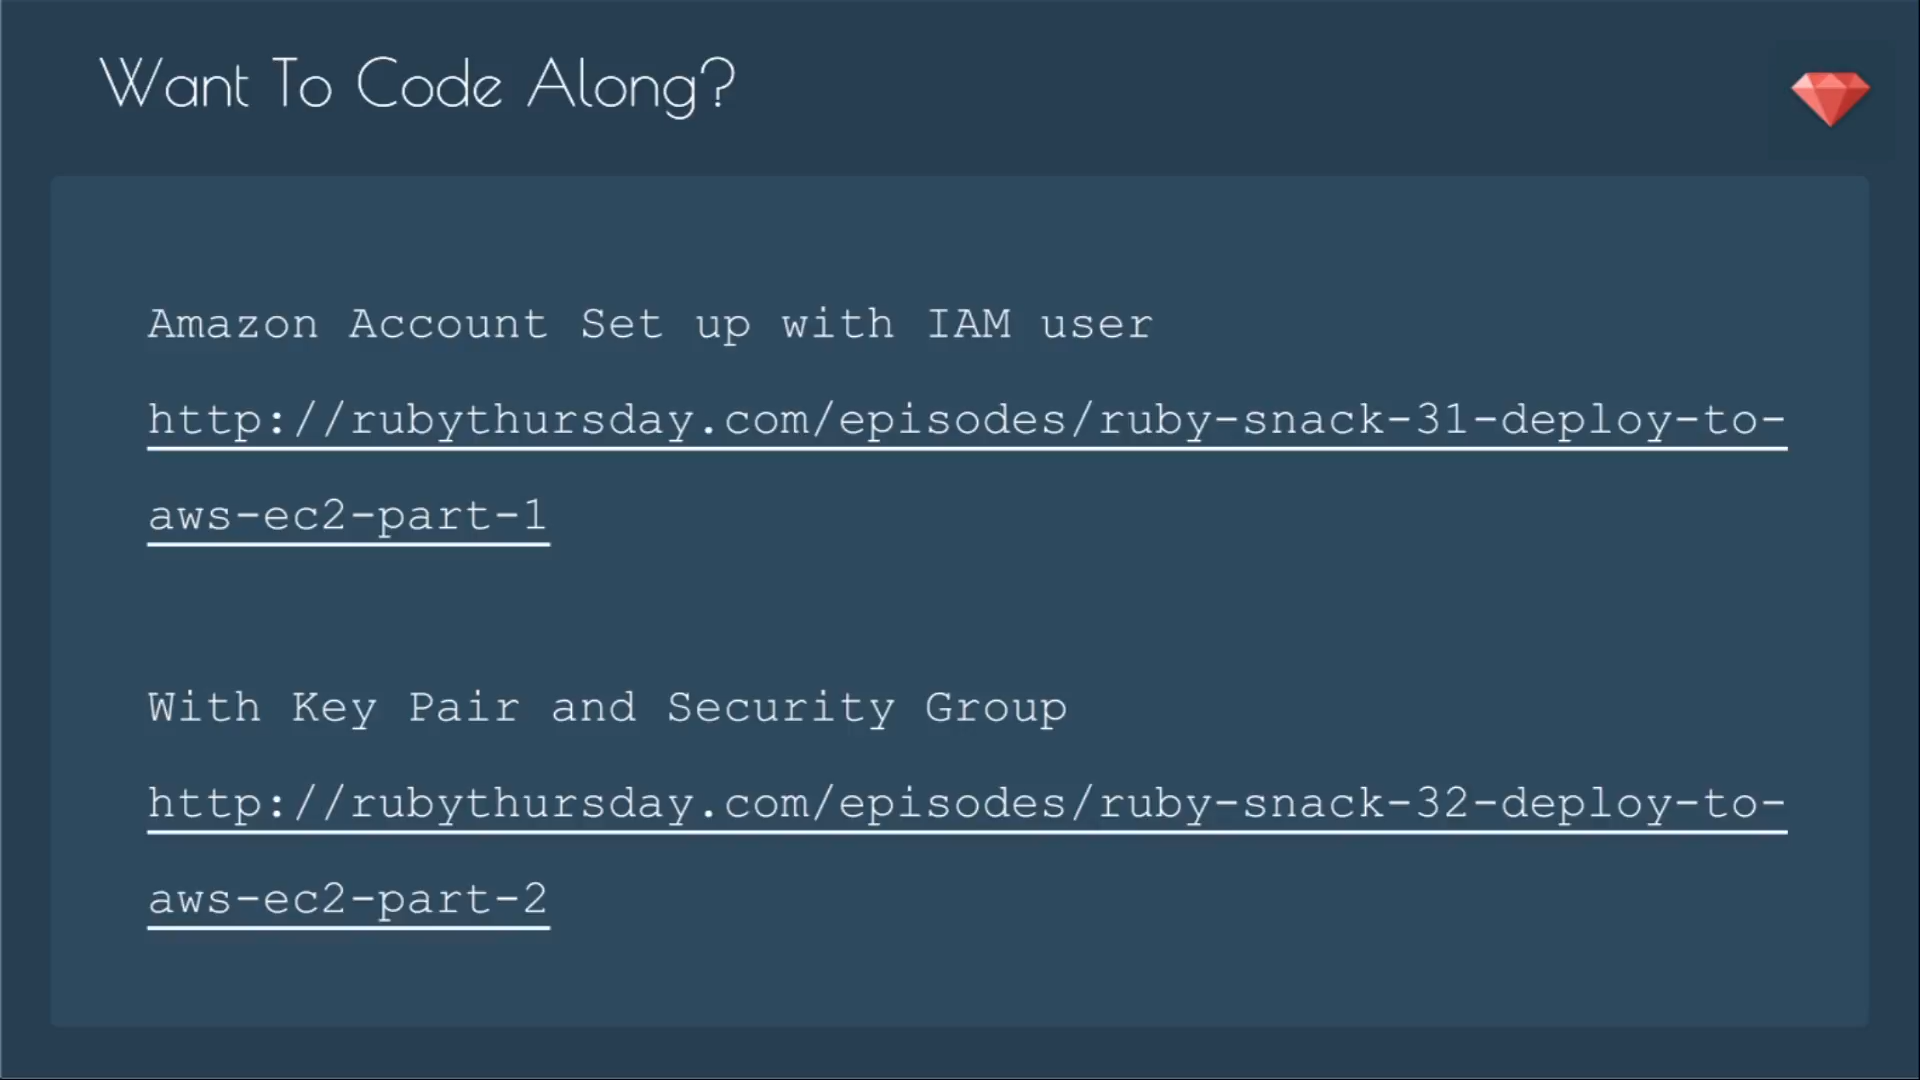 Want To Code Along?
Amazon Account Set up with IAM user
http://rubythursday.com/episodes/ruby-snack-31-deploy-to-
aws-ec2-part-1
With Key Pair and Security Group
http://rubythursday.com/episodes/ruby-snack-32-deploy-to-
aws-ec2-part-2